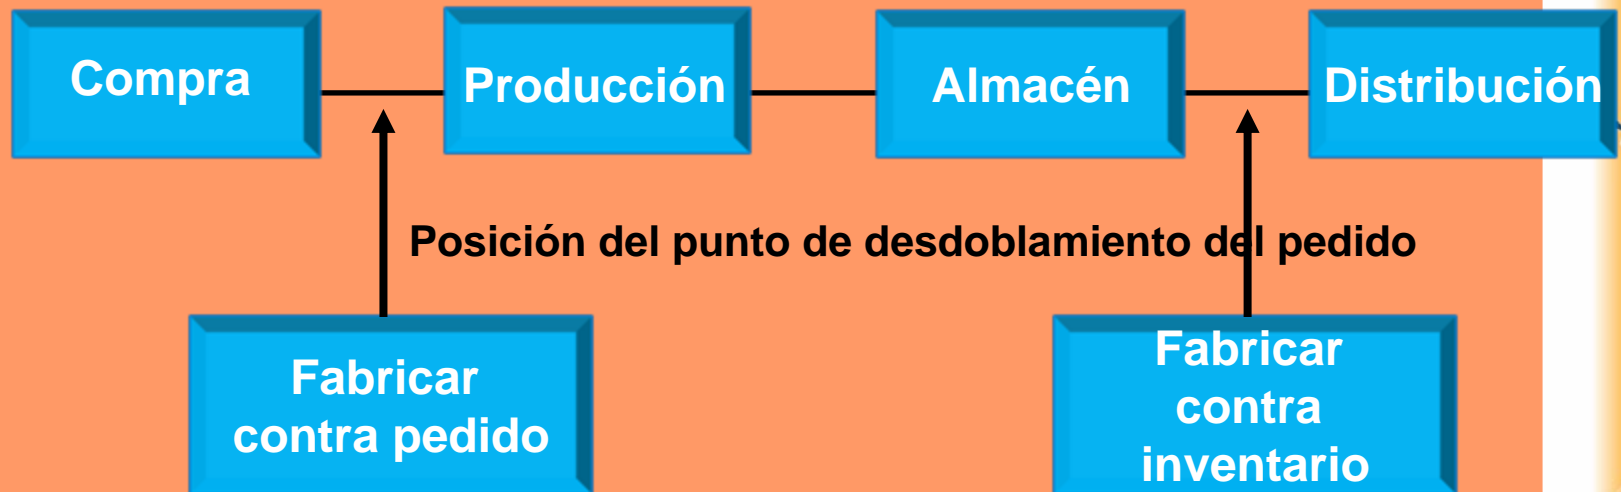 Compra
Producción
Almacén
Distribución
Posición del punto de desdoblamiento del pedido
Fabricar
contra pedido
Fabricar
contra
inventario